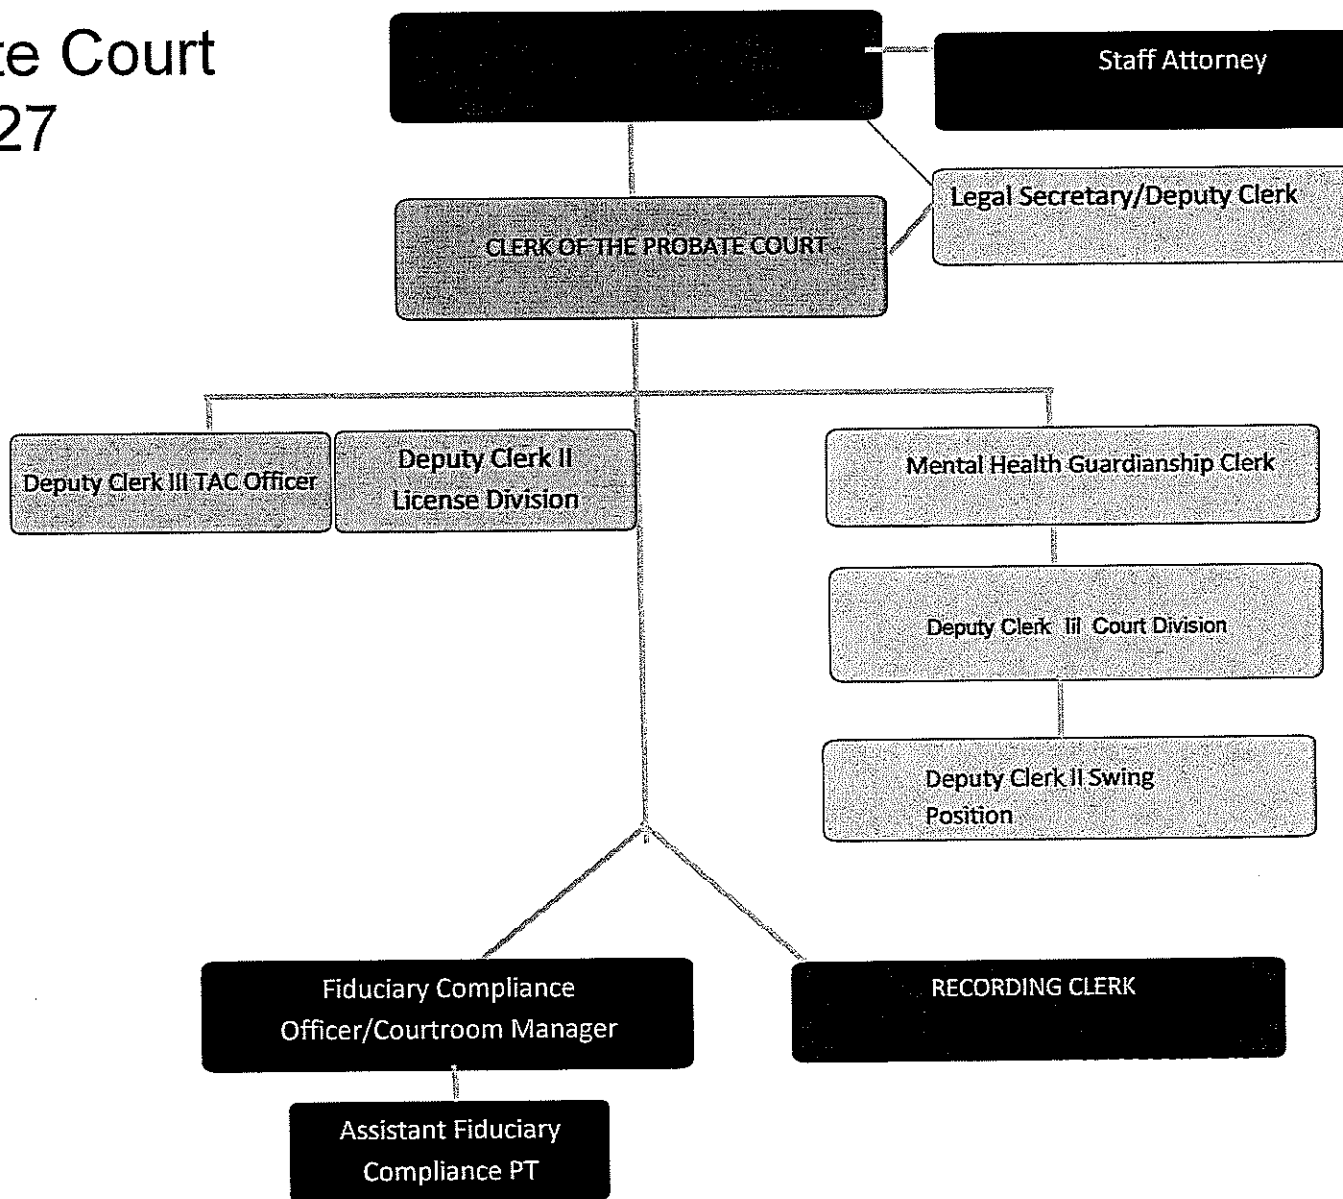 te Court
27
Staff Attorney
Legal Secretary/Deputy Clerk
CLERK OF THE PROBATE COURT
Deputy Clerk III TAC Officer
Deputy Clerk II
License Division
Mental Health Guardianship Clerk
Deputy Clerk Iil Court Division
Deputy Clerk II Swing
Position
Fiduciary Compliance
Officer/Courtroom Manager
RECORDING CLERK
Assistant Fiduciary
Compliance PT